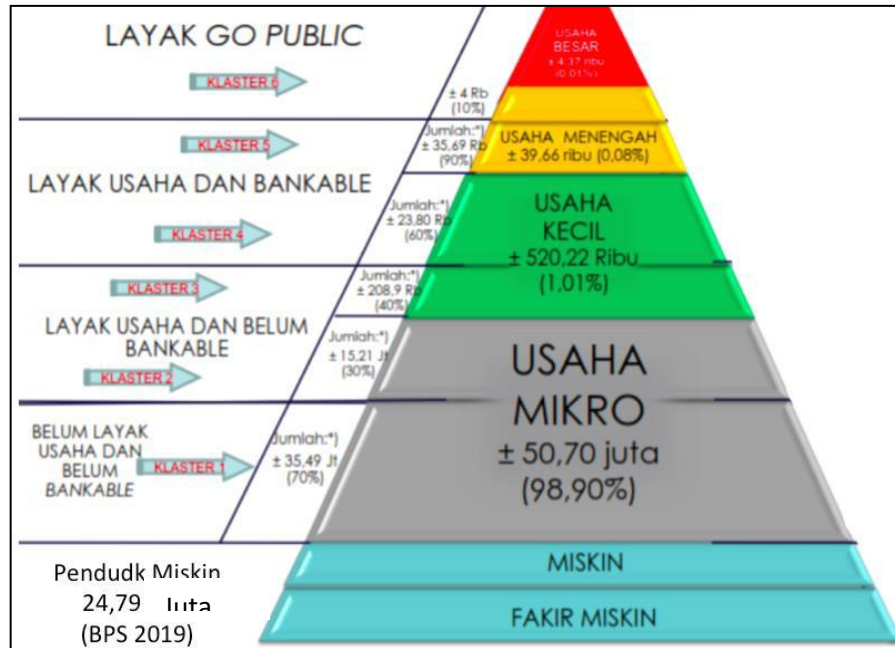 LAYAK GO PUBLIC
KLASTER 6
± 4 Rb
(10%)
USAHA
BESAR
± 4,37 ribu
(0,01%)
KLASTER 5
Jumlah:*)
± 35,69 Rb
(90%)
USAHA MENENGAH
± 39,66 ribu (0,08%)
LAYAK USAHA DAN BANKABLE
KLASTER 4
Jumlah:*)
± 23,80 Rb
(60%)
USAHA
KECIL
± 520,22 Ribu
(1,01%)
KLASTER 3
Jumlah:*)
± 208,9 Rb
(40%)
LAYAK USAHA DAN BELUM
BANKABLE
KLASTER 2
Jumlah:*)
± 15,21 Jt
(30%)
USAHA
MIKRO
± 50,70 juta
(98,90%)
BELUM LAYAK
USAHA DAN
BELUM
BANKABLE
KLASTER 1
Jumlah:*)
± 35,49 Jt
(70%)
MISKIN
FAKIR MISKIN
Pendudk Miskin
24,79 Juta
(BPS 2019)